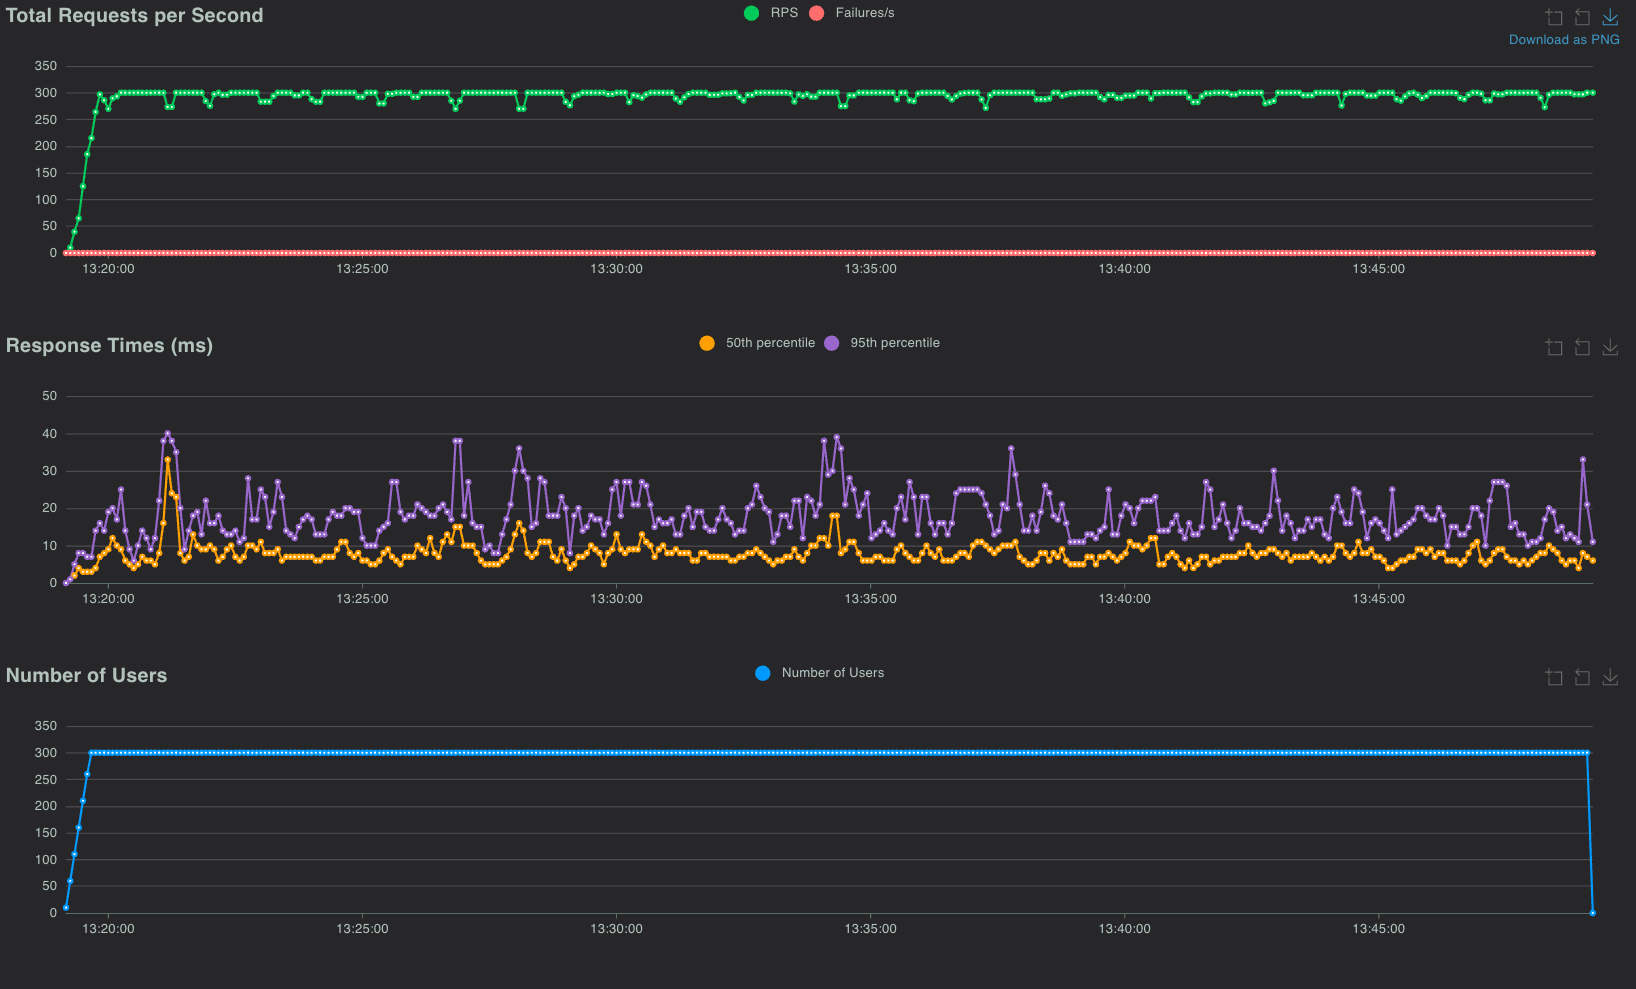 Total Requests per Second
RPS Failures/s
Download as PNG
350
300
250
200
150
100
50
0
13:20:00 13:25:00 13:30:00 13:35:00 13:40:00 13:45:00
Response Times (ms)
50th percentile 95th percentile
50
40
30
20
10
0
13:20:00 13:25:00 13:30:00 13:35:00 13:40:00 13:45:00
Number of Users
Number of Users
350
300
250
200
150
100
50
0
13:20:00 13:25:00 13:30:00 13:35:00 13:40:00 13:45:00